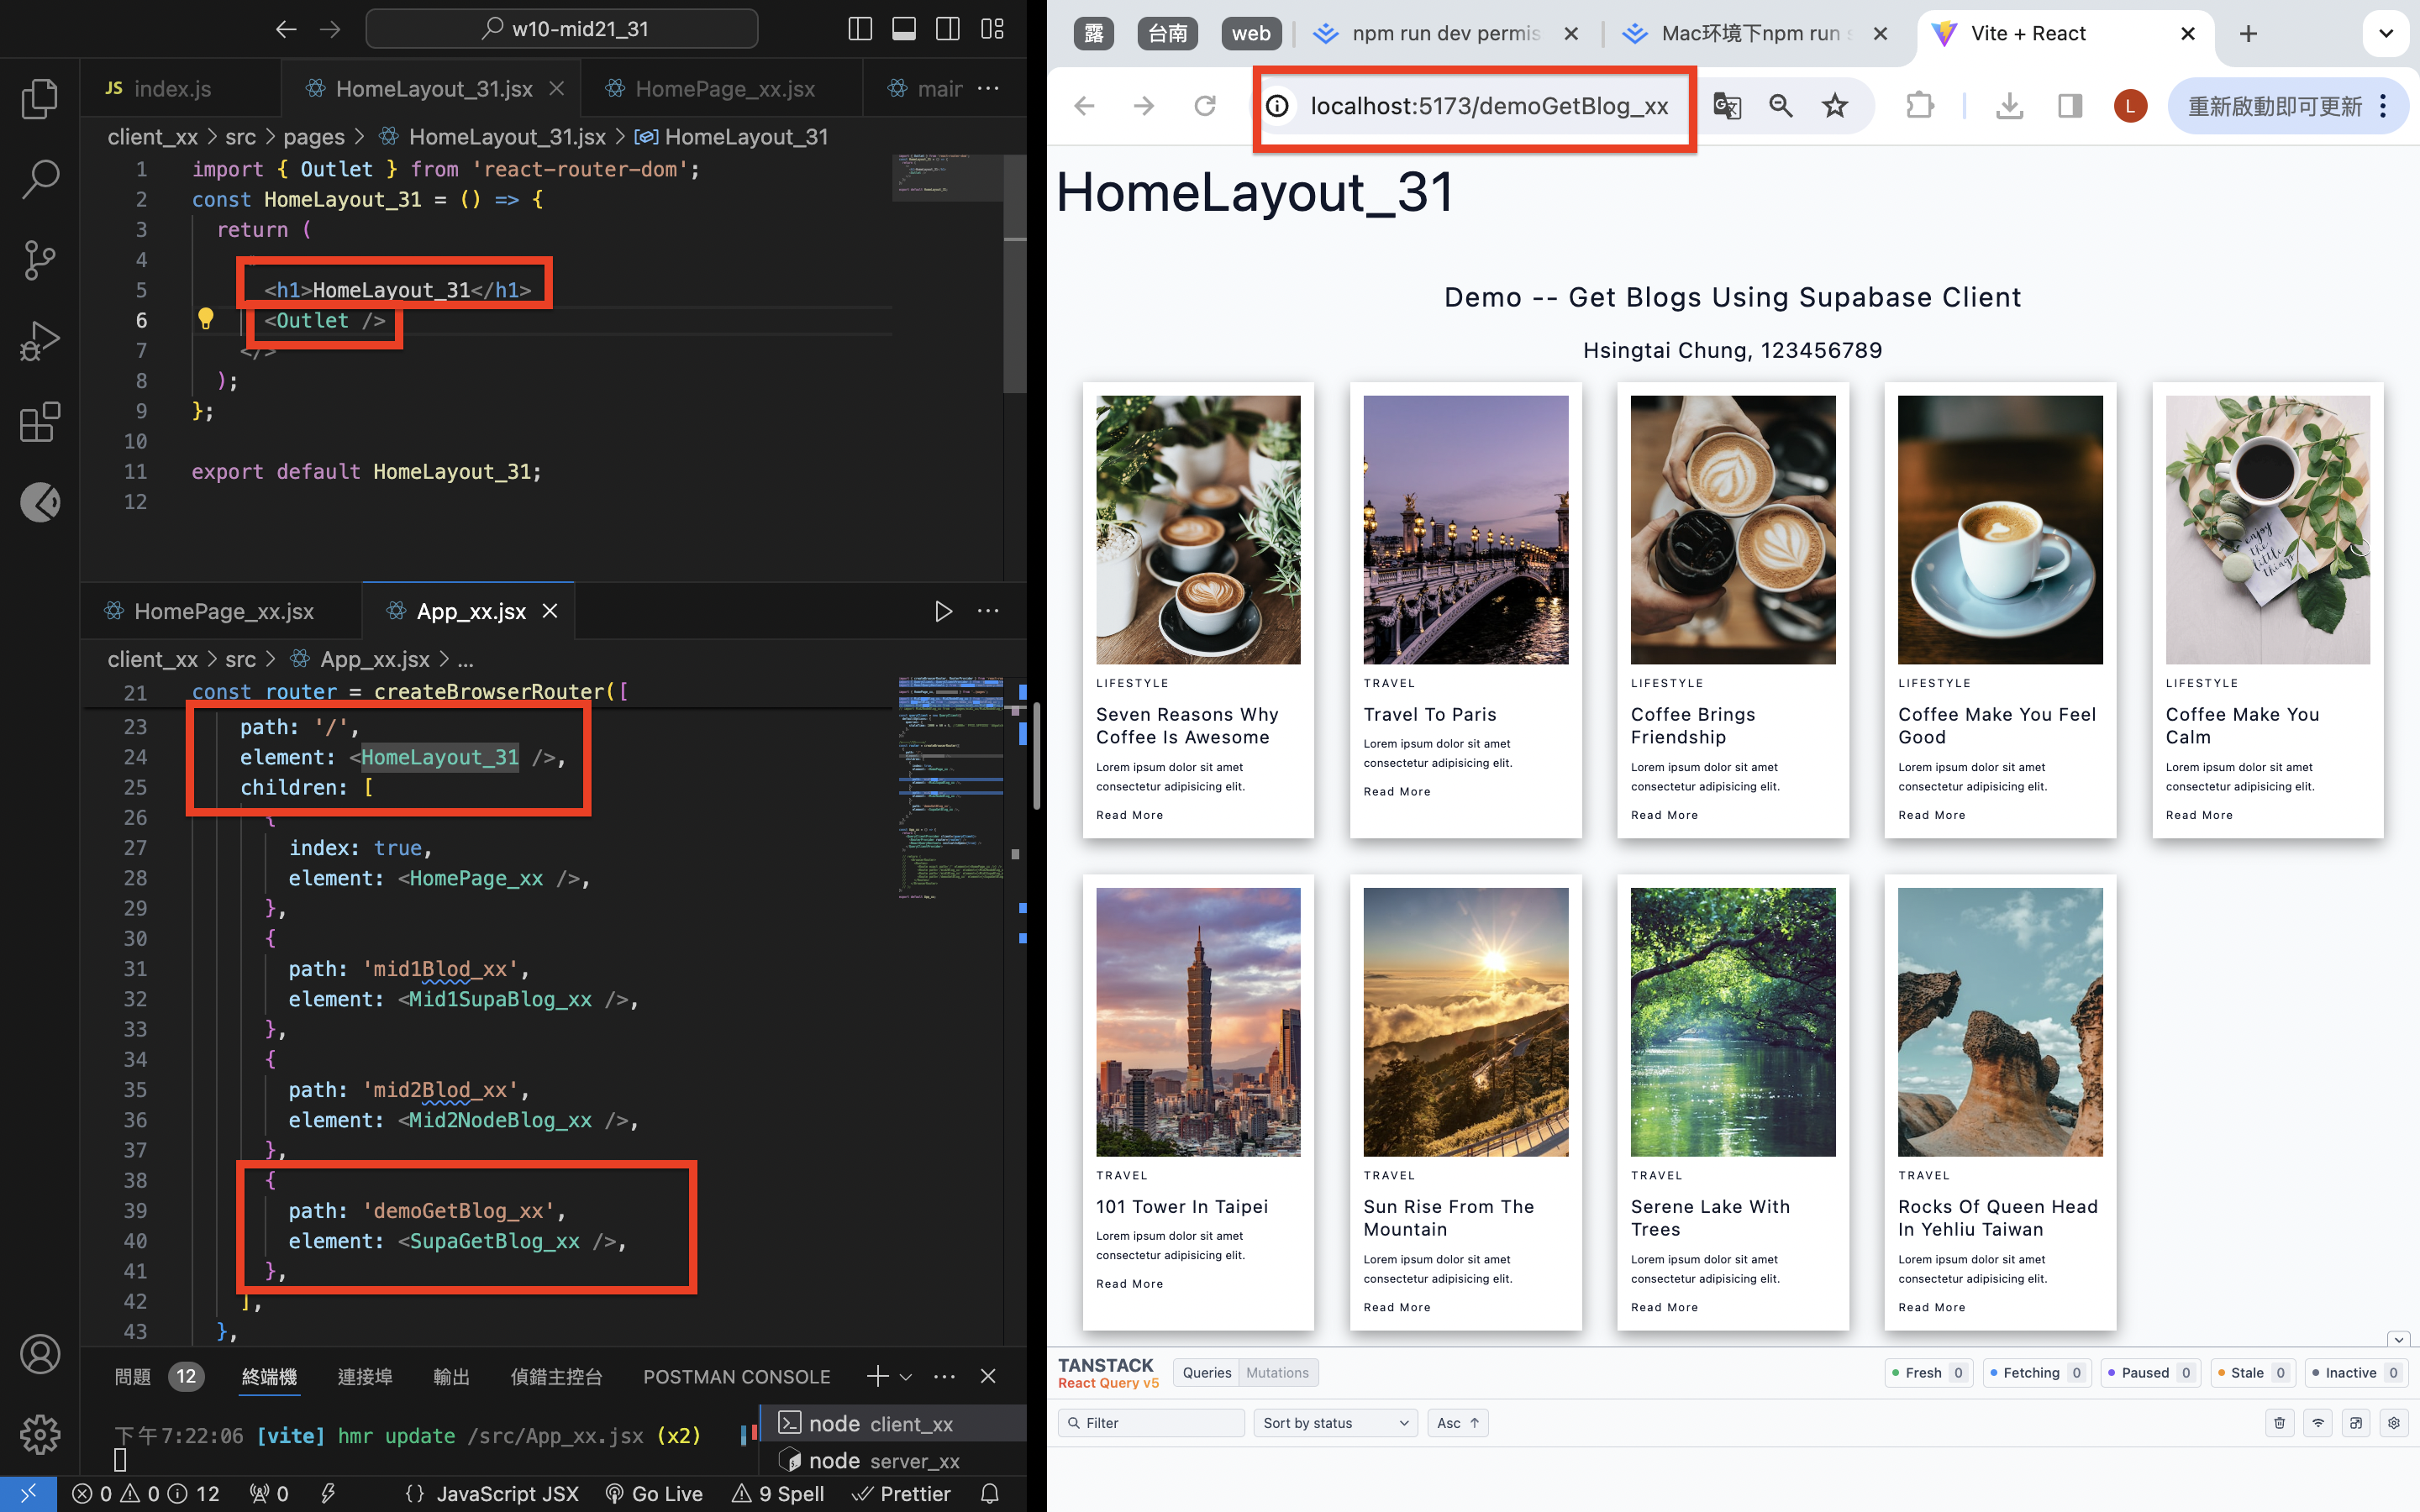 w10-mid21_31
JS index.js
HomeLayout_31.jsx
HomePage_xx.jsx
main
client_xx > src > pages > HomeLayout_31.jsx > HomeLayout_31
1 import { Outlet } from 'react-router-dom';
2 const HomeLayout_31 = () => {
3 return (
4
5 <h1>HomeLayout_31</h1>
6 <Outlet />
7 </>
8 );
9 };
10
11 export default HomeLayout_31;
12
HomePage_xx.jsx
App_xx.jsx
client_xx > src > App_xx.jsx > ...
21 const router = createBrowserRouter([
23 path: '/',
24 element: <HomeLayout_31 />,
25 children: [
26 {
27 index: true,
28 element: <HomePage_xx />,
29 },
30 {
31 path: 'mid1Blod_xx',
32 element: <Mid1SupaBlog_xx />,
33 },
34 {
35 path: 'mid2Blod_xx',
36 element: <Mid2NodeBlog_xx />,
37 },
38 {
39 path: 'demoGetBlog_xx',
40 element: <SupaGetBlog_xx />,
41 },
42 ],
43 },
問題 12 終端機 連接埠 輸出 偵錯主控台 POSTMAN CONSOLE
下午7:22:06 [vite] hmr update /src/App_xx.jsx (x2)
node client_xx
node server_xx
0 0 12 0 {} JavaScript JSX Go Live 9 Spell Prettier
露 台南 web npm run dev permis Mac环境下npm run s Vite + React
localhost:5173/demoGetBlog_xx
L 重新啟動即可更新
HomeLayout_31
Demo -- Get Blogs Using Supabase Client
Hsingtai Chung, 123456789
enjoy
the
little
things
LIFESTYLE
Seven Reasons Why
Coffee Is Awesome
Lorem ipsum dolor sit amet
consectetur adipisicing elit.
Read More
TRAVEL
Travel To Paris
Lorem ipsum dolor sit amet
consectetur adipisicing elit.
Read More
LIFESTYLE
Coffee Brings
Friendship
Lorem ipsum dolor sit amet
consectetur adipisicing elit.
Read More
LIFESTYLE
Coffee Make You Feel
Good
Lorem ipsum dolor sit amet
consectetur adipisicing elit.
Read More
LIFESTYLE
Coffee Make You
Calm
Lorem ipsum dolor sit amet
consectetur adipisicing elit.
Read More
TRAVEL
101 Tower In Taipei
Lorem ipsum dolor sit amet
consectetur adipisicing elit.
Read More
TRAVEL
Sun Rise From The
Mountain
Lorem ipsum dolor sit amet
consectetur adipisicing elit.
Read More
TRAVEL
Serene Lake With
Trees
Lorem ipsum dolor sit amet
consectetur adipisicing elit.
Read More
TRAVEL
Rocks Of Queen Head
In Yehliu Taiwan
Lorem ipsum dolor sit amet
consectetur adipisicing elit.
Read More
TANSTACK
React Query v5
Queries Mutations
Fresh 0 Fetching 0 Paused 0 Stale 0 Inactive 0
Filter Sort by status Asc ↑